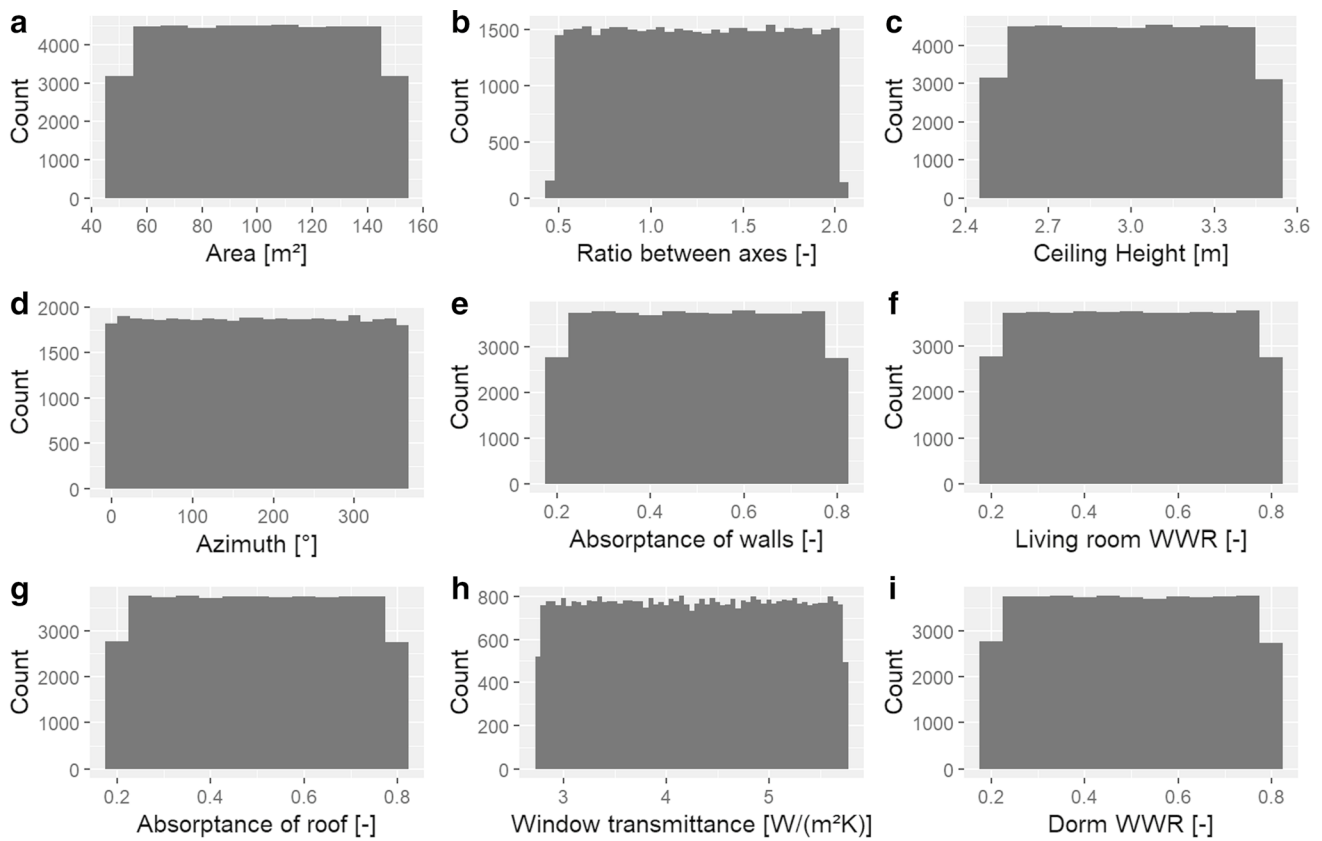 a
Count
4000
3000
2000
1000
0
40 60 80 100 120 140 160
Area [m²]
b
Count
1500
1000
500
0
0.5 1.0 1.5 2.0
Ratio between axes [-]
c
Count
4000
3000
2000
1000
0
2.4 2.7 3.0 3.3 3.6
Ceiling Height [m]
d
Count
2000
1500
1000
500
0
0 100 200 300
Azimuth [°]
e
Count
3000
2000
1000
0
0.2 0.4 0.6 0.8
Absorptance of walls [-]
f
Count
3000
2000
1000
0
0.2 0.4 0.6 0.8
Living room WWR [-]
g
Count
3000
2000
1000
0
0.2 0.4 0.6 0.8
Absorptance of roof [-]
h
Count
800
600
400
200
0
3 4 5
Window transmittance [W/(m²K)]
i
Count
3000
2000
1000
0
0.2 0.4 0.6 0.8
Dorm WWR [-]